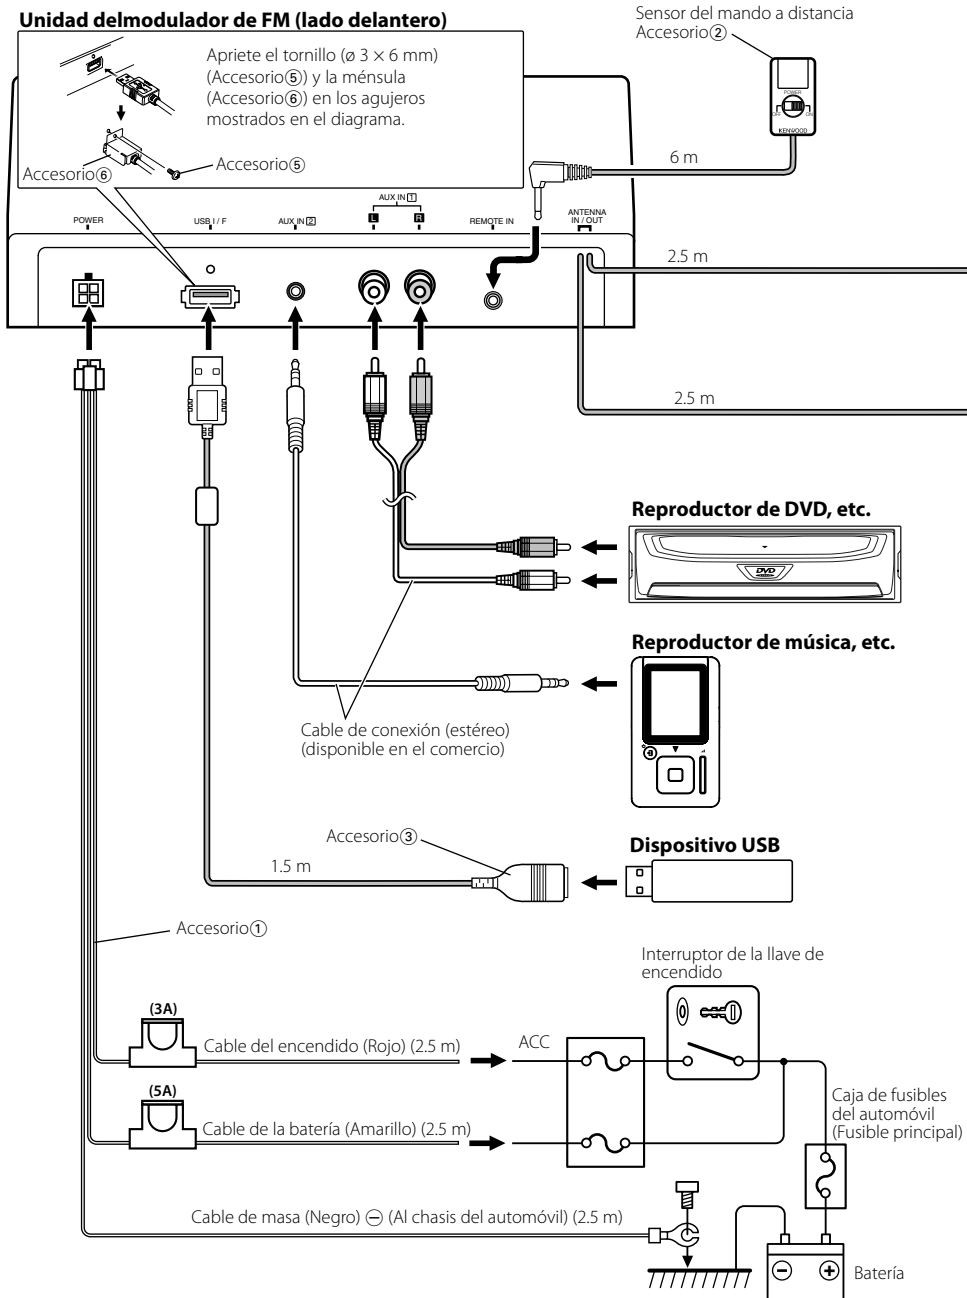 Unidad delmodulador de FM (lado delantero)
Apriete el tornillo (ø 3 × 6 mm)
(Accesorio⑤) y la ménsula
(Accesorio⑥) en los agujeros
mostrados en el diagrama.
Accesorio⑤
Accesorio⑥
Sensor del mando a distancia
Accesorio②
POWER
OFF
ON
KENWOOD
6 m
POWER
USB I / F
AUX IN 2
AUX IN 1
L
R
REMOTE IN
ANTENNA
IN / OUT
2.5 m
2.5 m
Reproductor de DVD, etc.
DVD
Reproductor de música, etc.
Cable de conexión (estéreo)
(disponible en el comercio)
Accesorio③
1.5 m
Dispositivo USB
Accesorio①
Interruptor de la llave de
encendido
(3A)
Cable del encendido (Rojo) (2.5 m)
ACC
(5A)
Cable de la batería (Amarillo) (2.5 m)
Caja de fusibles
del automóvil
(Fusible principal)
Cable de masa (Negro) ⊖ (Al chasis del automóvil) (2.5 m)
⊖ ⊕ Batería